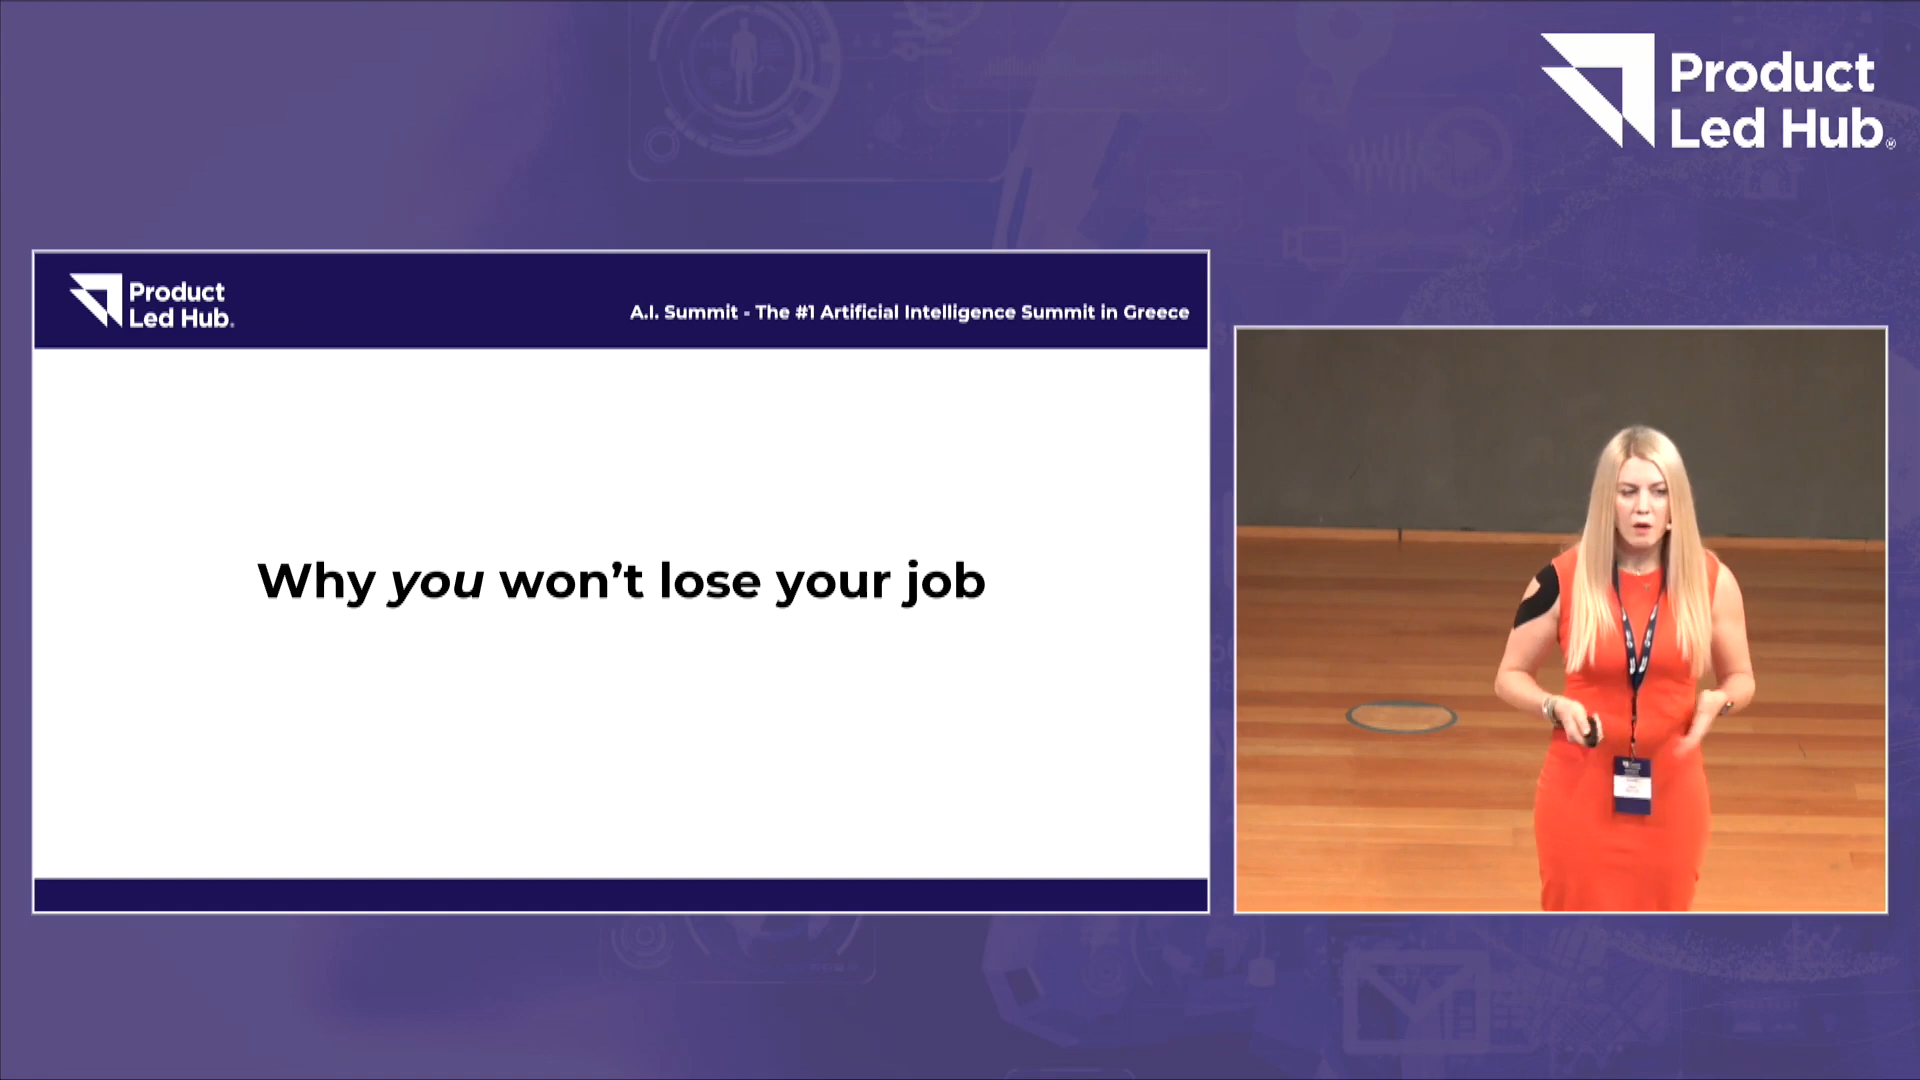 Product
Led Hub
Product
Led Hub.
A.I. Summit - The #1 Artificial Intelligence Summit in Greece
Why you won't lose your job